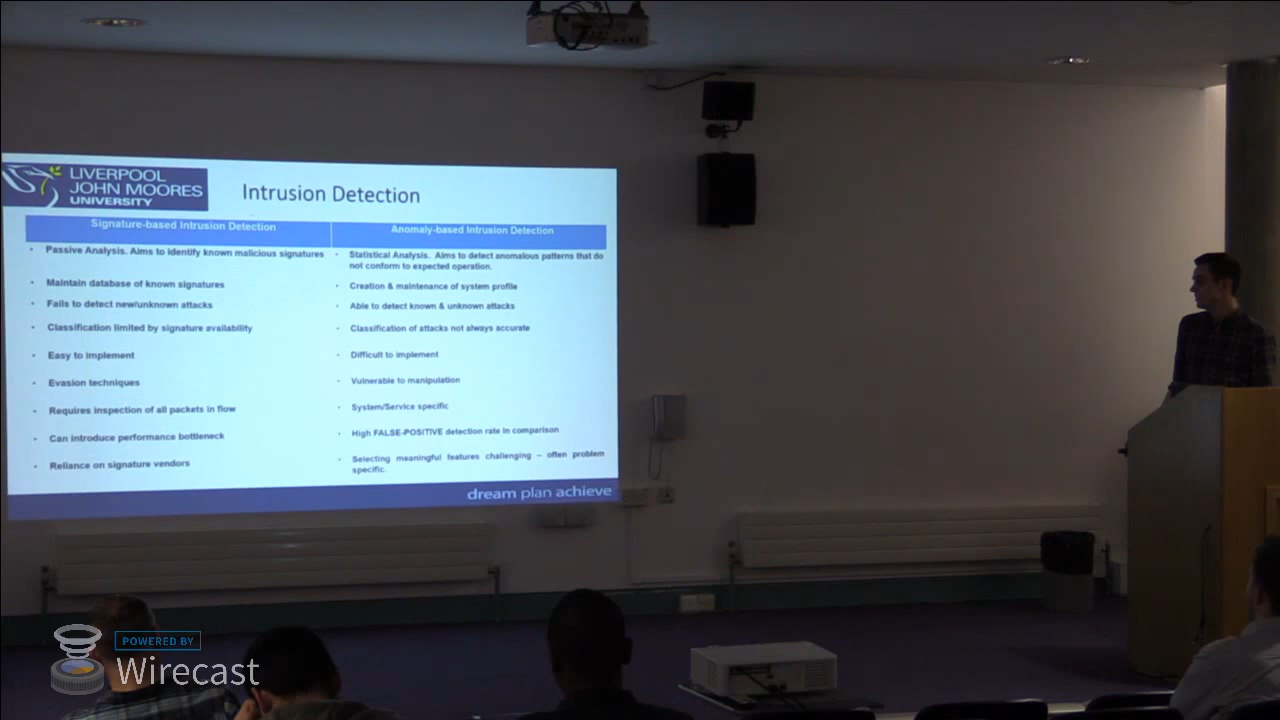 LIVERPOOL
JOHN MOORES
UNIVERSITY
Intrusion Detection
Signature-based Intrusion Detection
• Passive Analysis. Aims to identify known malicious signatures
• Maintain database of known signatures
• Fails to detect new/unknown attacks
• Classification limited by signature availability
• Easy to implement
• Evasion techniques
• Requires inspection of all packets in flow
• Can introduce performance bottleneck
• Reliance on signature vendors
Anomaly-based Intrusion Detection
• Statistical Analysis. Aims to detect anomalous patterns that do
not conform to expected operation.
• Creation & maintenance of system profile
• Able to detect known & unknown attacks
• Classification of attacks not always accurate
• Difficult to implement
• Vulnerable to manipulation
• System/Service specific
• High FALSE-POSITIVE detection rate in comparison
• Selecting meaningful features challenging – often problem
specific.
dream plan achieve
POWERED BY
Wirecast